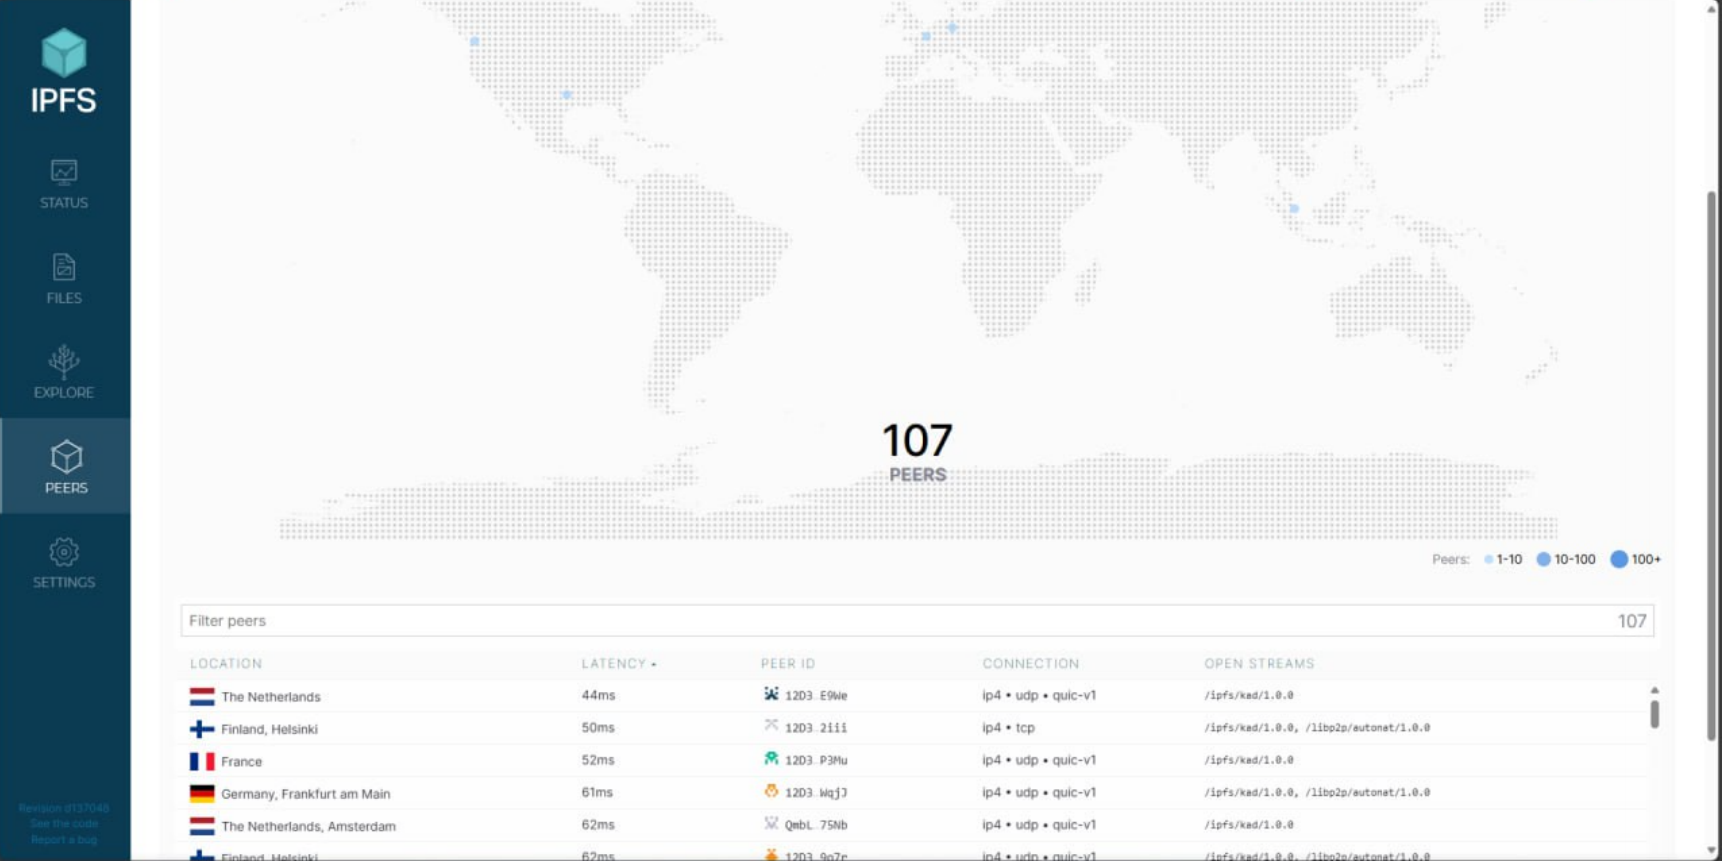 IPFS
STATUS
FILES
EXPLORE
PEERS
SETTINGS
Revision d137048
See the code
Report a bug
107
PEERS
Peers: 1-10 10-100 100+
Filter peers 107
LOCATION LATENCY PEER ID CONNECTION OPEN STREAMS
The Netherlands 44ms 12D3…E9We ip4 • udp • quic-v1 /ipfs/kad/1.0.0
Finland, Helsinki 50ms 12D3…2iii ip4 • tcp /ipfs/kad/1.0.0, /libp2p/autonat/1.0.0
France 52ms 12D3…P3Mu ip4 • udp • quic-v1 /ipfs/kad/1.0.0
Germany, Frankfurt am Main 61ms 12D3…WqjJ ip4 • udp • quic-v1 /ipfs/kad/1.0.0, /libp2p/autonat/1.0.0
The Netherlands, Amsterdam 62ms QmbL…75Nb ip4 • udp • quic-v1 /ipfs/kad/1.0.0
Finland, Helsinki 62ms 12D3…9o7r ip4 • udp • quic-v1 /ipfs/kad/1.0.0, /libp2p/autonat/1.0.0